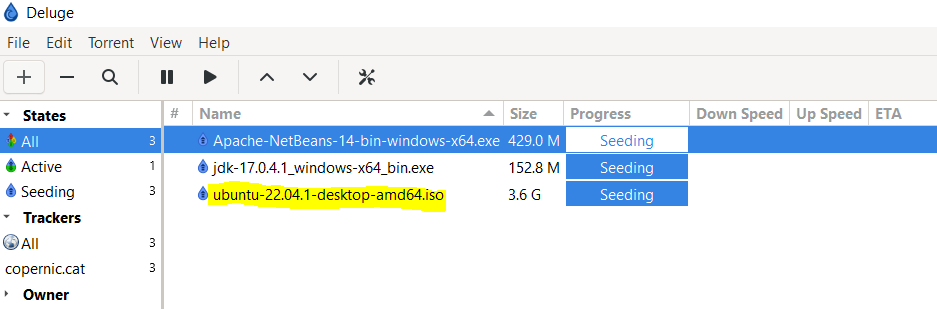 Deluge
File Edit Torrent View Help
States
All 3
Active 1
Seeding 3
Trackers
All 3
copernic.cat 3
Owner
# Name Size Progress Down Speed Up Speed ETA
Apache-NetBeans-14-bin-windows-x64.exe 429.0 M Seeding
jdk-17.0.4.1_windows-x64_bin.exe 152.8 M Seeding
ubuntu-22.04.1-desktop-amd64.iso 3.6 G Seeding